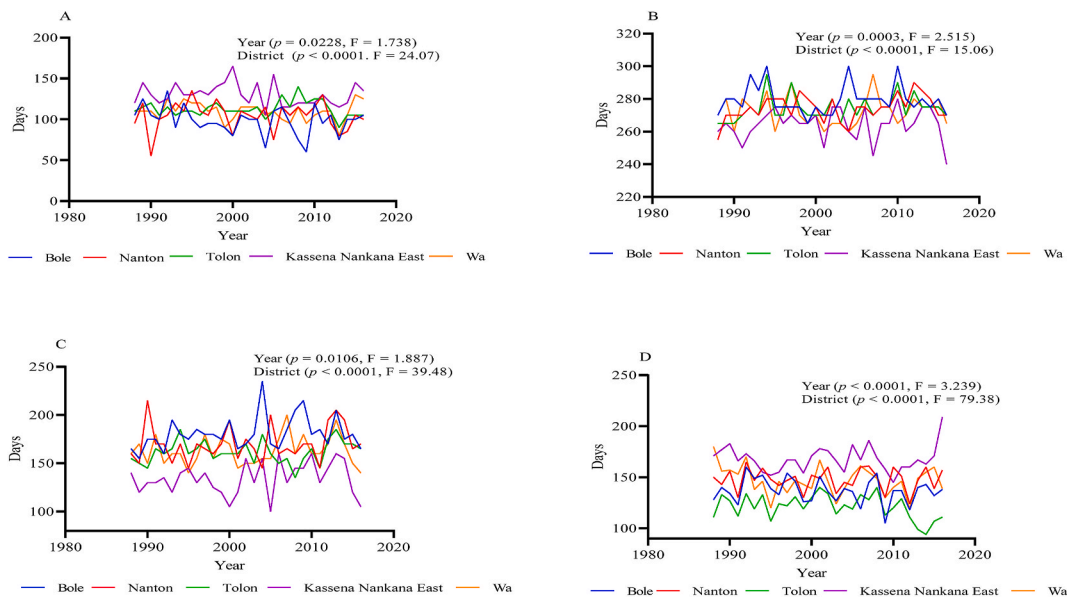 A
Year (p = 0.0228, F = 1.738)
District (p < 0.0001. F = 24.07)
200
150
100
50
0
Days
1980
1990
2000
2010
2020
Year
Bole
Nanton
Tolon
Kassena Nankana East
Wa
B
Year (p = 0.0003, F = 2.515)
District (p < 0.0001, F = 15.06)
320
300
280
260
240
220
Days
1980
1990
2000
2010
2020
Year
Bole
Nanton
Tolon
Kassena Nankana East
Wa
C
Year (p = 0.0106, F = 1.887)
District (p < 0.0001, F = 39.48)
250
200
150
100
Days
1980
1990
2000
2010
2020
Year
Bole
Nanton
Tolon
Kassena Nankana East
Wa
D
Year (p < 0.0001, F = 3.239)
District (p < 0.0001, F = 79.38)
250
200
150
100
Days
1980
1990
2000
2010
2020
Year
Bole
Nanton
Tolon
Kassena Nankana East
Wa